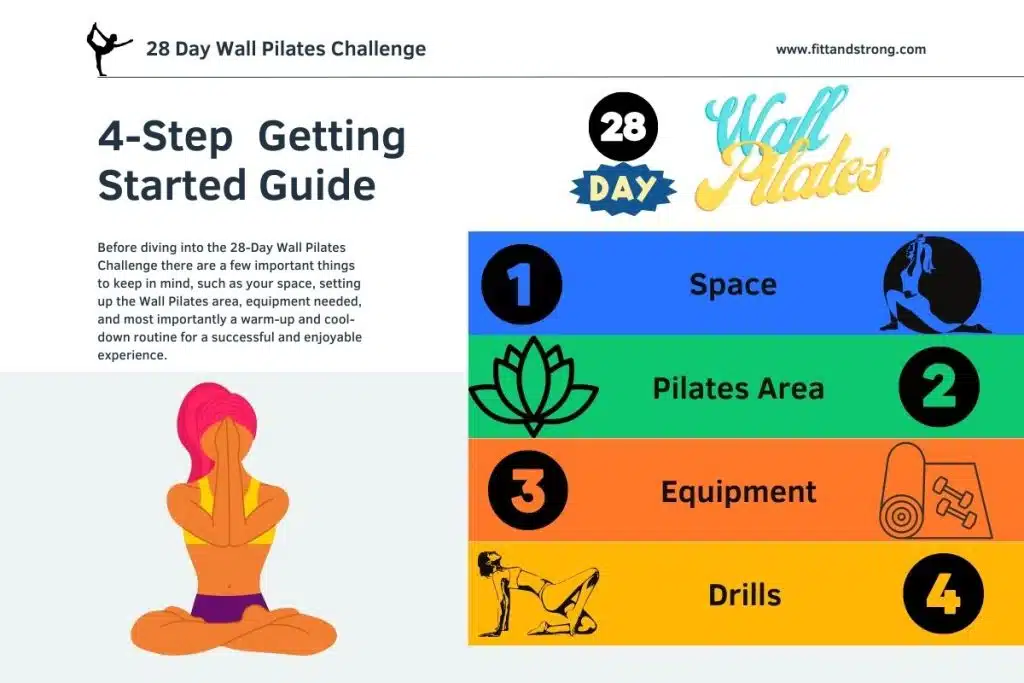 28 Day Wall Pilates Challenge
www.fittandstrong.com
4-Step Getting
Started Guide
Before diving into the 28-Day Wall Pilates
Challenge there are a few important things
to keep in mind, such as your space, setting
up the Wall Pilates area, equipment needed,
and most importantly a warm-up and cool-
down routine for a successful and enjoyable
experience.
28
DAY
Wall
Pilates
1 Space
Pilates Area 2
3 Equipment
Drills 4